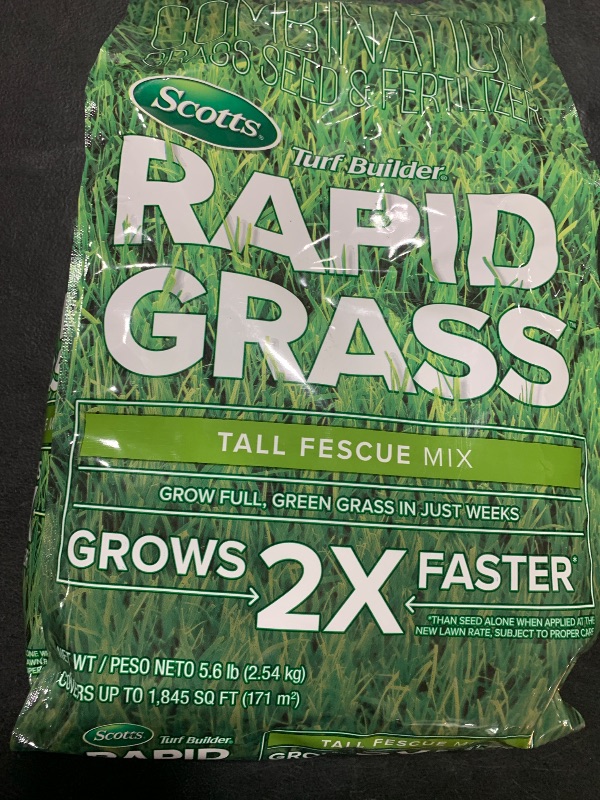 COMBINATION
GRASS SEED & FERTILIZER
Scotts®
Turf Builder®
RAPID
GRASS™
TALL FESCUE MIX
GROW FULL, GREEN GRASS IN JUST WEEKS
GROWS 2X FASTER*
*THAN SEED ALONE WHEN APPLIED AT THE
NEW LAWN RATE, SUBJECT TO PROPER CARE
NET WT / PESO NETO 5.6 lb (2.54 kg)
COVERS UP TO 1,845 SQ FT (171 m²)
Scotts Turf Builder®
RAPID
TALL FESCUE MIX